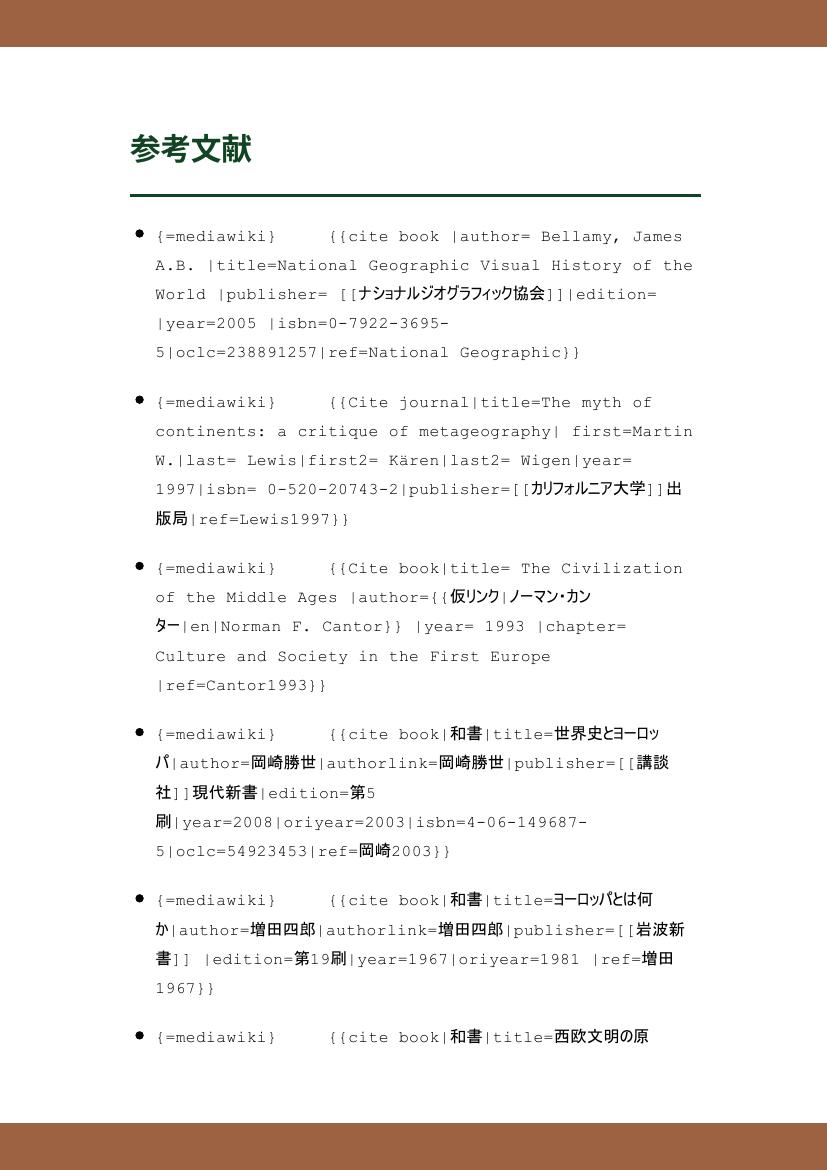 参考文献
• {=mediawiki}     {{cite book |author= Bellamy, James
A.B. |title=National Geographic Visual History of the
World |publisher= [[ナショナルジオグラフィック協会]]|edition=
|year=2005 |isbn=0-7922-3695-
5|oclc=238891257|ref=National Geographic}}
• {=mediawiki}     {{Cite journal|title=The myth of
continents: a critique of metageography| first=Martin
W.|last= Lewis|first2= Kären|last2= Wigen|year=
1997|isbn= 0-520-20743-2|publisher=[[カリフォルニア大学]]出
版局|ref=Lewis1997}}
• {=mediawiki}     {{Cite book|title= The Civilization
of the Middle Ages |author={{仮リンク|ノーマン・カン
ター|en|Norman F. Cantor}} |year= 1993 |chapter=
Culture and Society in the First Europe
|ref=Cantor1993}}
• {=mediawiki}     {{cite book|和書|title=世界史とヨーロッ
パ|author=岡崎勝世|authorlink=岡崎勝世|publisher=[[講談
社]]現代新書|edition=第5
刷|year=2008|oriyear=2003|isbn=4-06-149687-
5|oclc=54923453|ref=岡崎2003}}
• {=mediawiki}     {{cite book|和書|title=ヨーロッパとは何
か|author=増田四郎|authorlink=増田四郎|publisher=[[岩波新
書]] |edition=第19刷|year=1967|oriyear=1981 |ref=増田
1967}}
• {=mediawiki}     {{cite book|和書|title=西欧文明の原